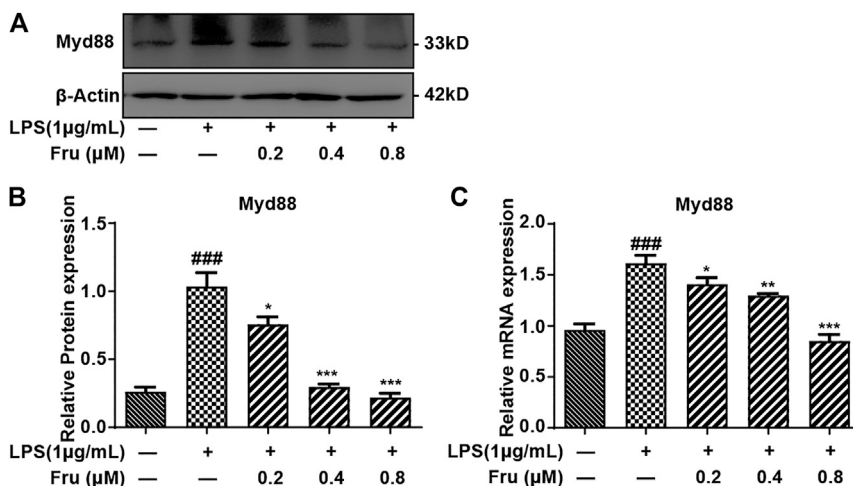 A
Myd88
- 33kD
β-Actin
- 42kD
LPS(1μg/mL) — + + + +
Fru (μM) — — 0.2 0.4 0.8
B
Myd88
Relative Protein expression
1.5
1.0
0.5
0.0
###
*
***
***
LPS(1μg/mL) — + + + +
Fru (μM) — — 0.2 0.4 0.8
C
Myd88
Relative mRNA expression
2.0
1.5
1.0
0.5
0.0
###
*
**
***
LPS(1μg/mL) — + + + +
Fru (μM) — — 0.2 0.4 0.8